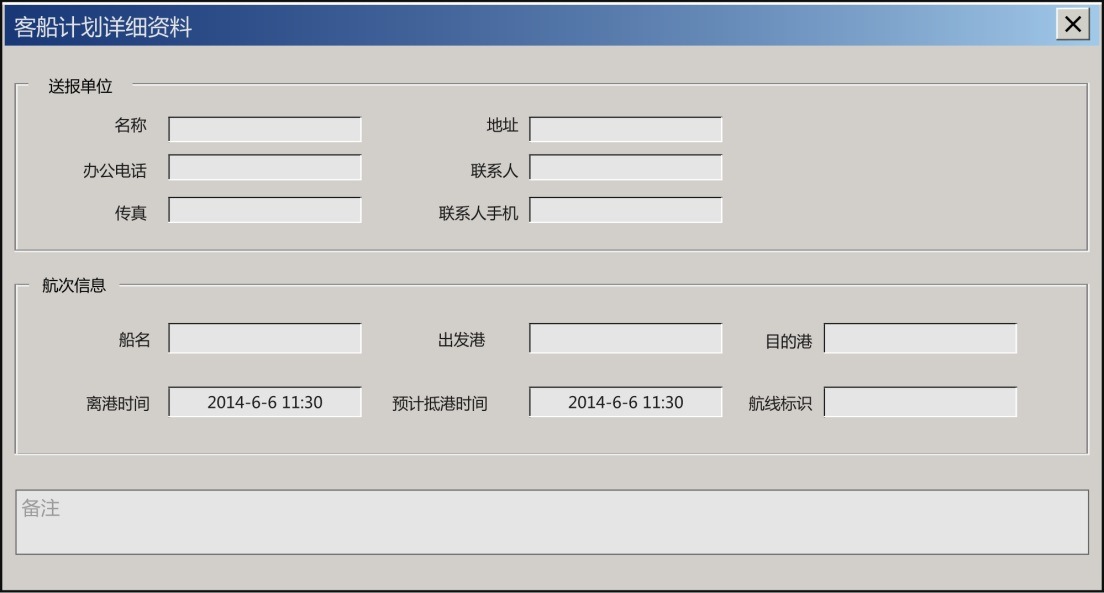 客船计划详细资料
送报单位
名称 地址
办公电话 联系人
传真 联系人手机
航次信息
船名 出发港 目的港
离港时间 2014-6-6 11:30 预计抵港时间 2014-6-6 11:30 航线标识
备注